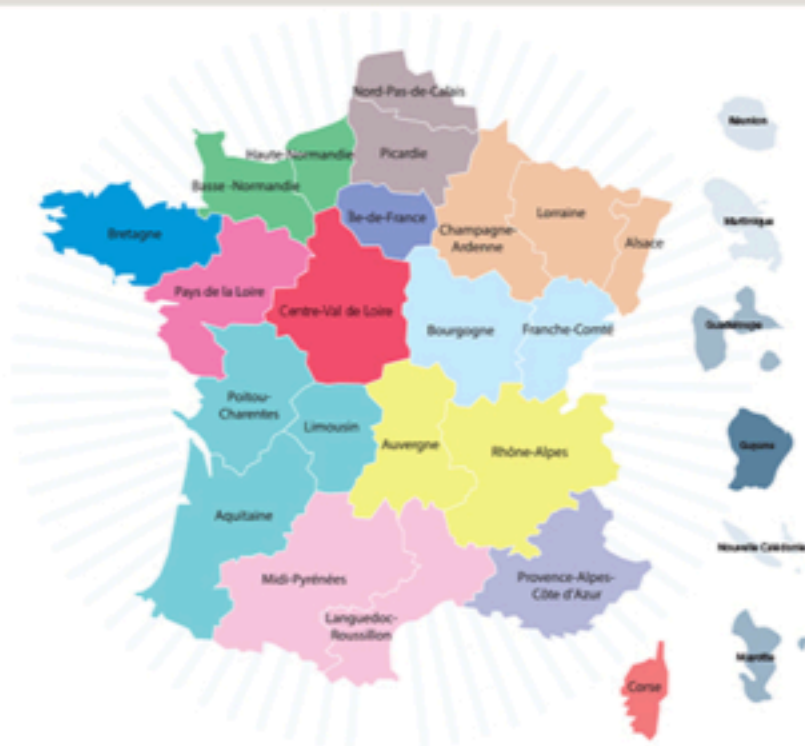 Nord-Pas-de-Calais
Haute-Normandie
Picardie
Basse -Normandie
Île-de-France
Bretagne
Champagne-
Ardenne
Lorraine
Alsace
Pays de la Loire
Centre-Val de Loire
Bourgogne
Franche-Comté
Poitou-
Charentes
Limousin
Auvergne
Rhône-Alpes
Aquitaine
Midi-Pyrénées
Languedoc-
Roussillon
Provence-Alpes-
Côte d'Azur
Corse
Réunion
Martinique
Guadeloupe
Guyane
Nouvelle Calédonie
Mayotte